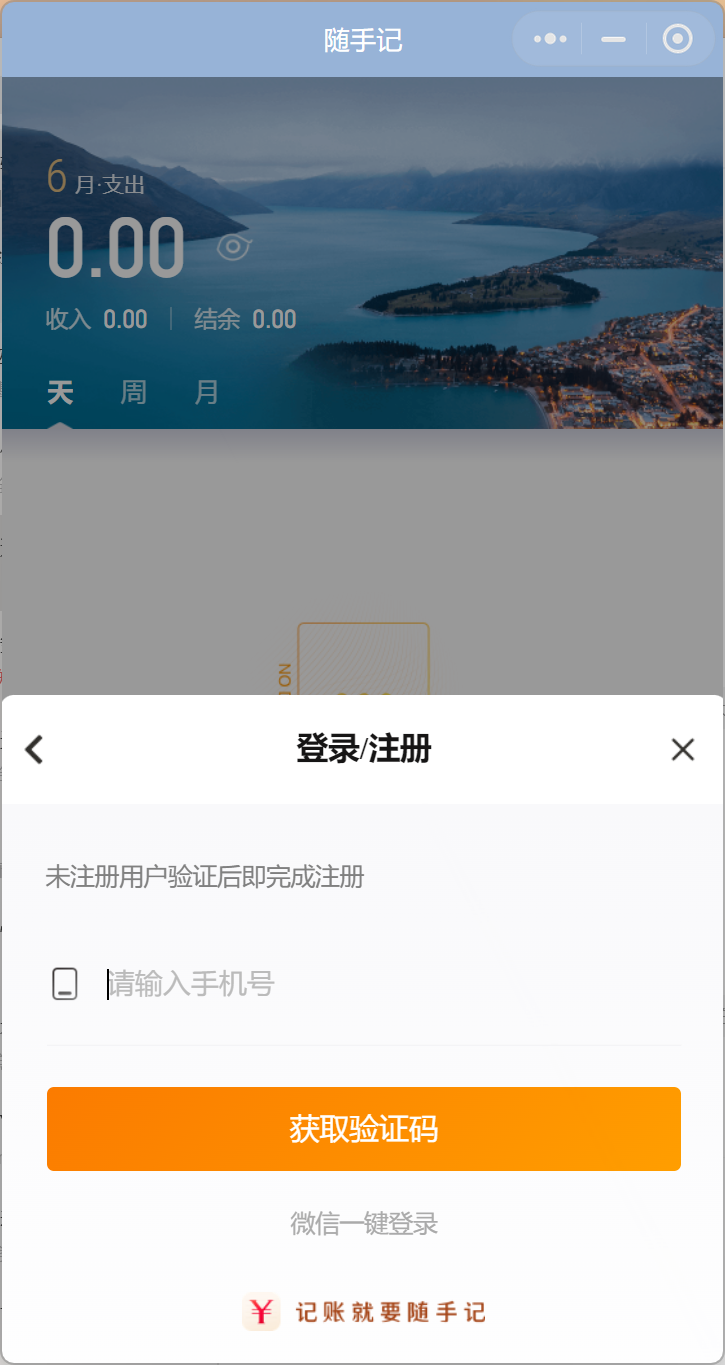 随手记
6 月·支出
0.00
收入 0.00 结余 0.00
天 周 月
登录/注册
未注册用户验证后即完成注册
请输入手机号
获取验证码
微信一键登录
¥ 记账就要随手记